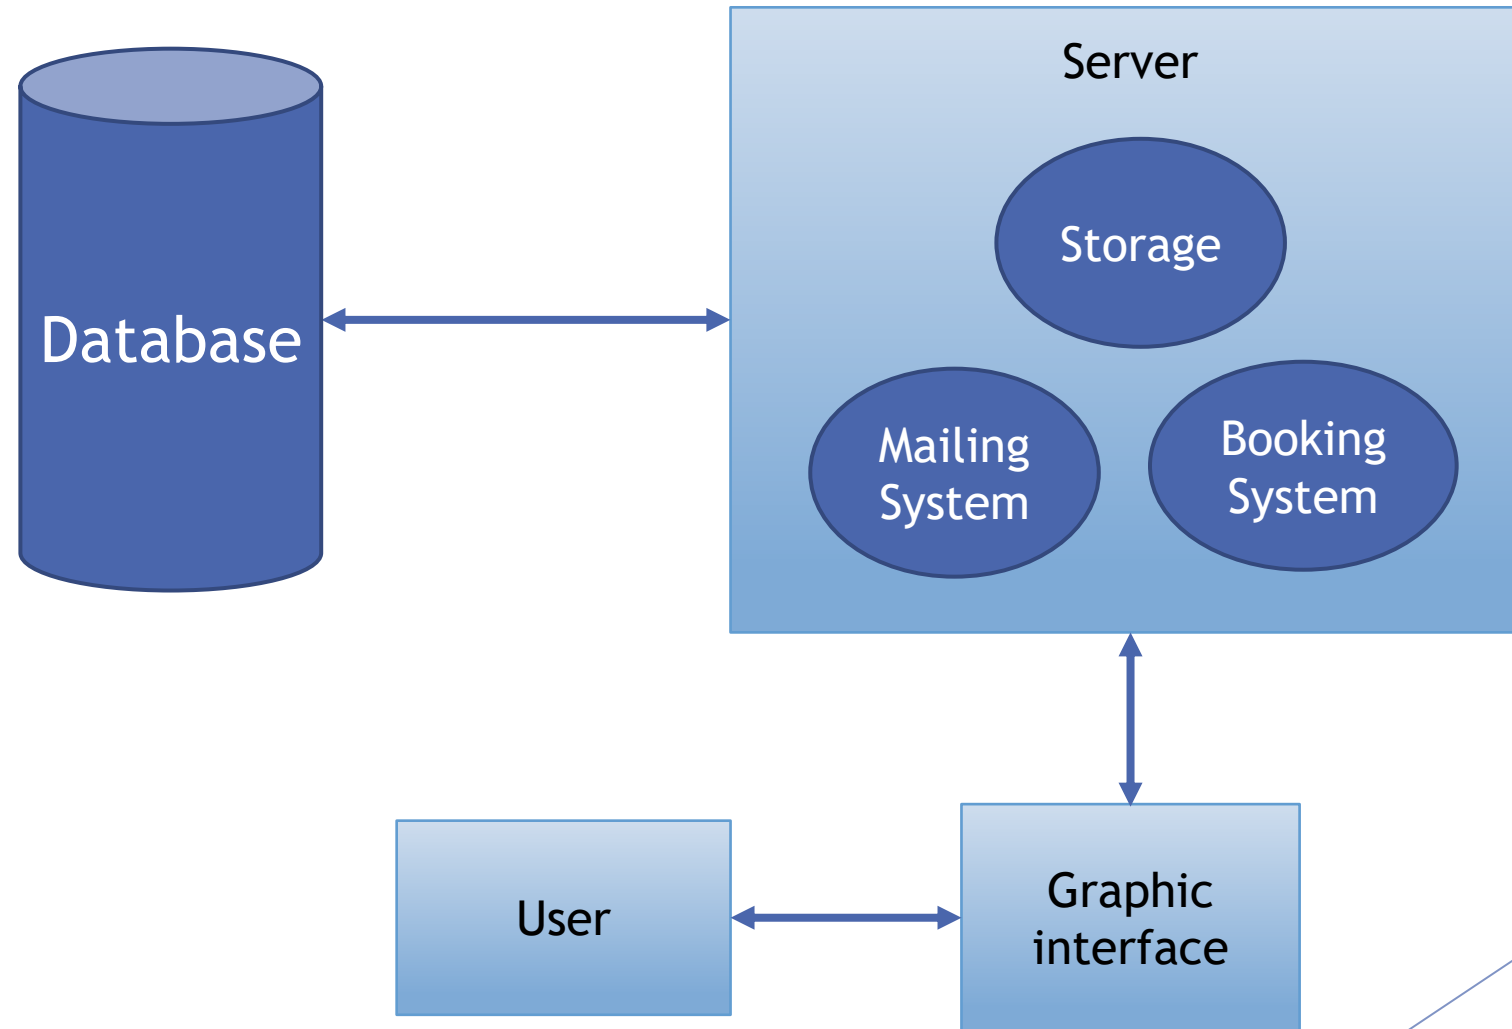 Server
Storage
Database
Mailing
System
Booking
System
User
Graphic
interface